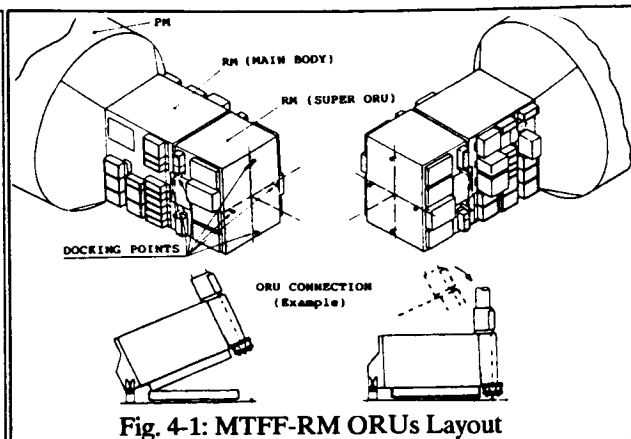 PM
RM (MAIN BODY)
RM (SUPER ORU)
DOCKING POINTS
ORU CONNECTION
(Example)
Fig. 4-1: MTFF-RM ORUs Layout